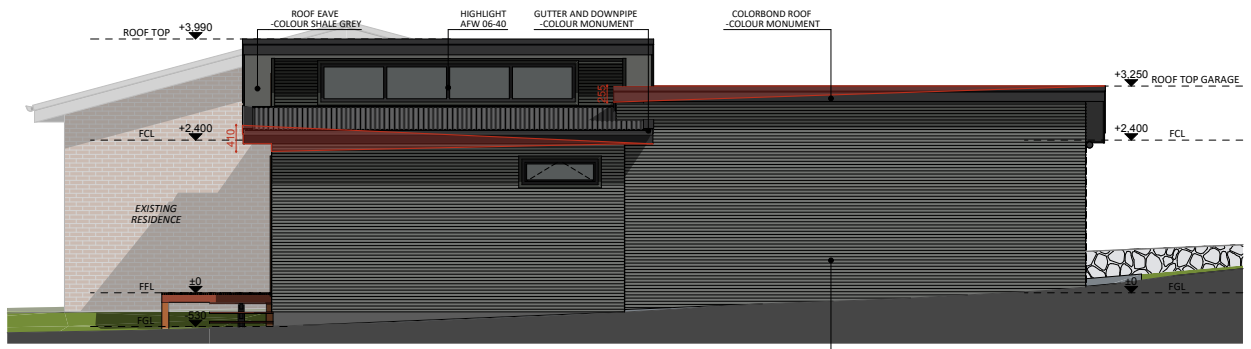 ROOF EAVE
-COLOUR SHALE GREY
HIGHLIGHT
AFW 06-40
GUTTER AND DOWNPIPE
-COLOUR MONUMENT
COLORBOND ROOF
-COLOUR MONUMENT
ROOF TOP
+3,990
255
+3,250
ROOF TOP GARAGE
FCL
+2,400
410
+2,400
FCL
EXISTING
RESIDENCE
FFL
±0
±0
FGL
FGL
-530